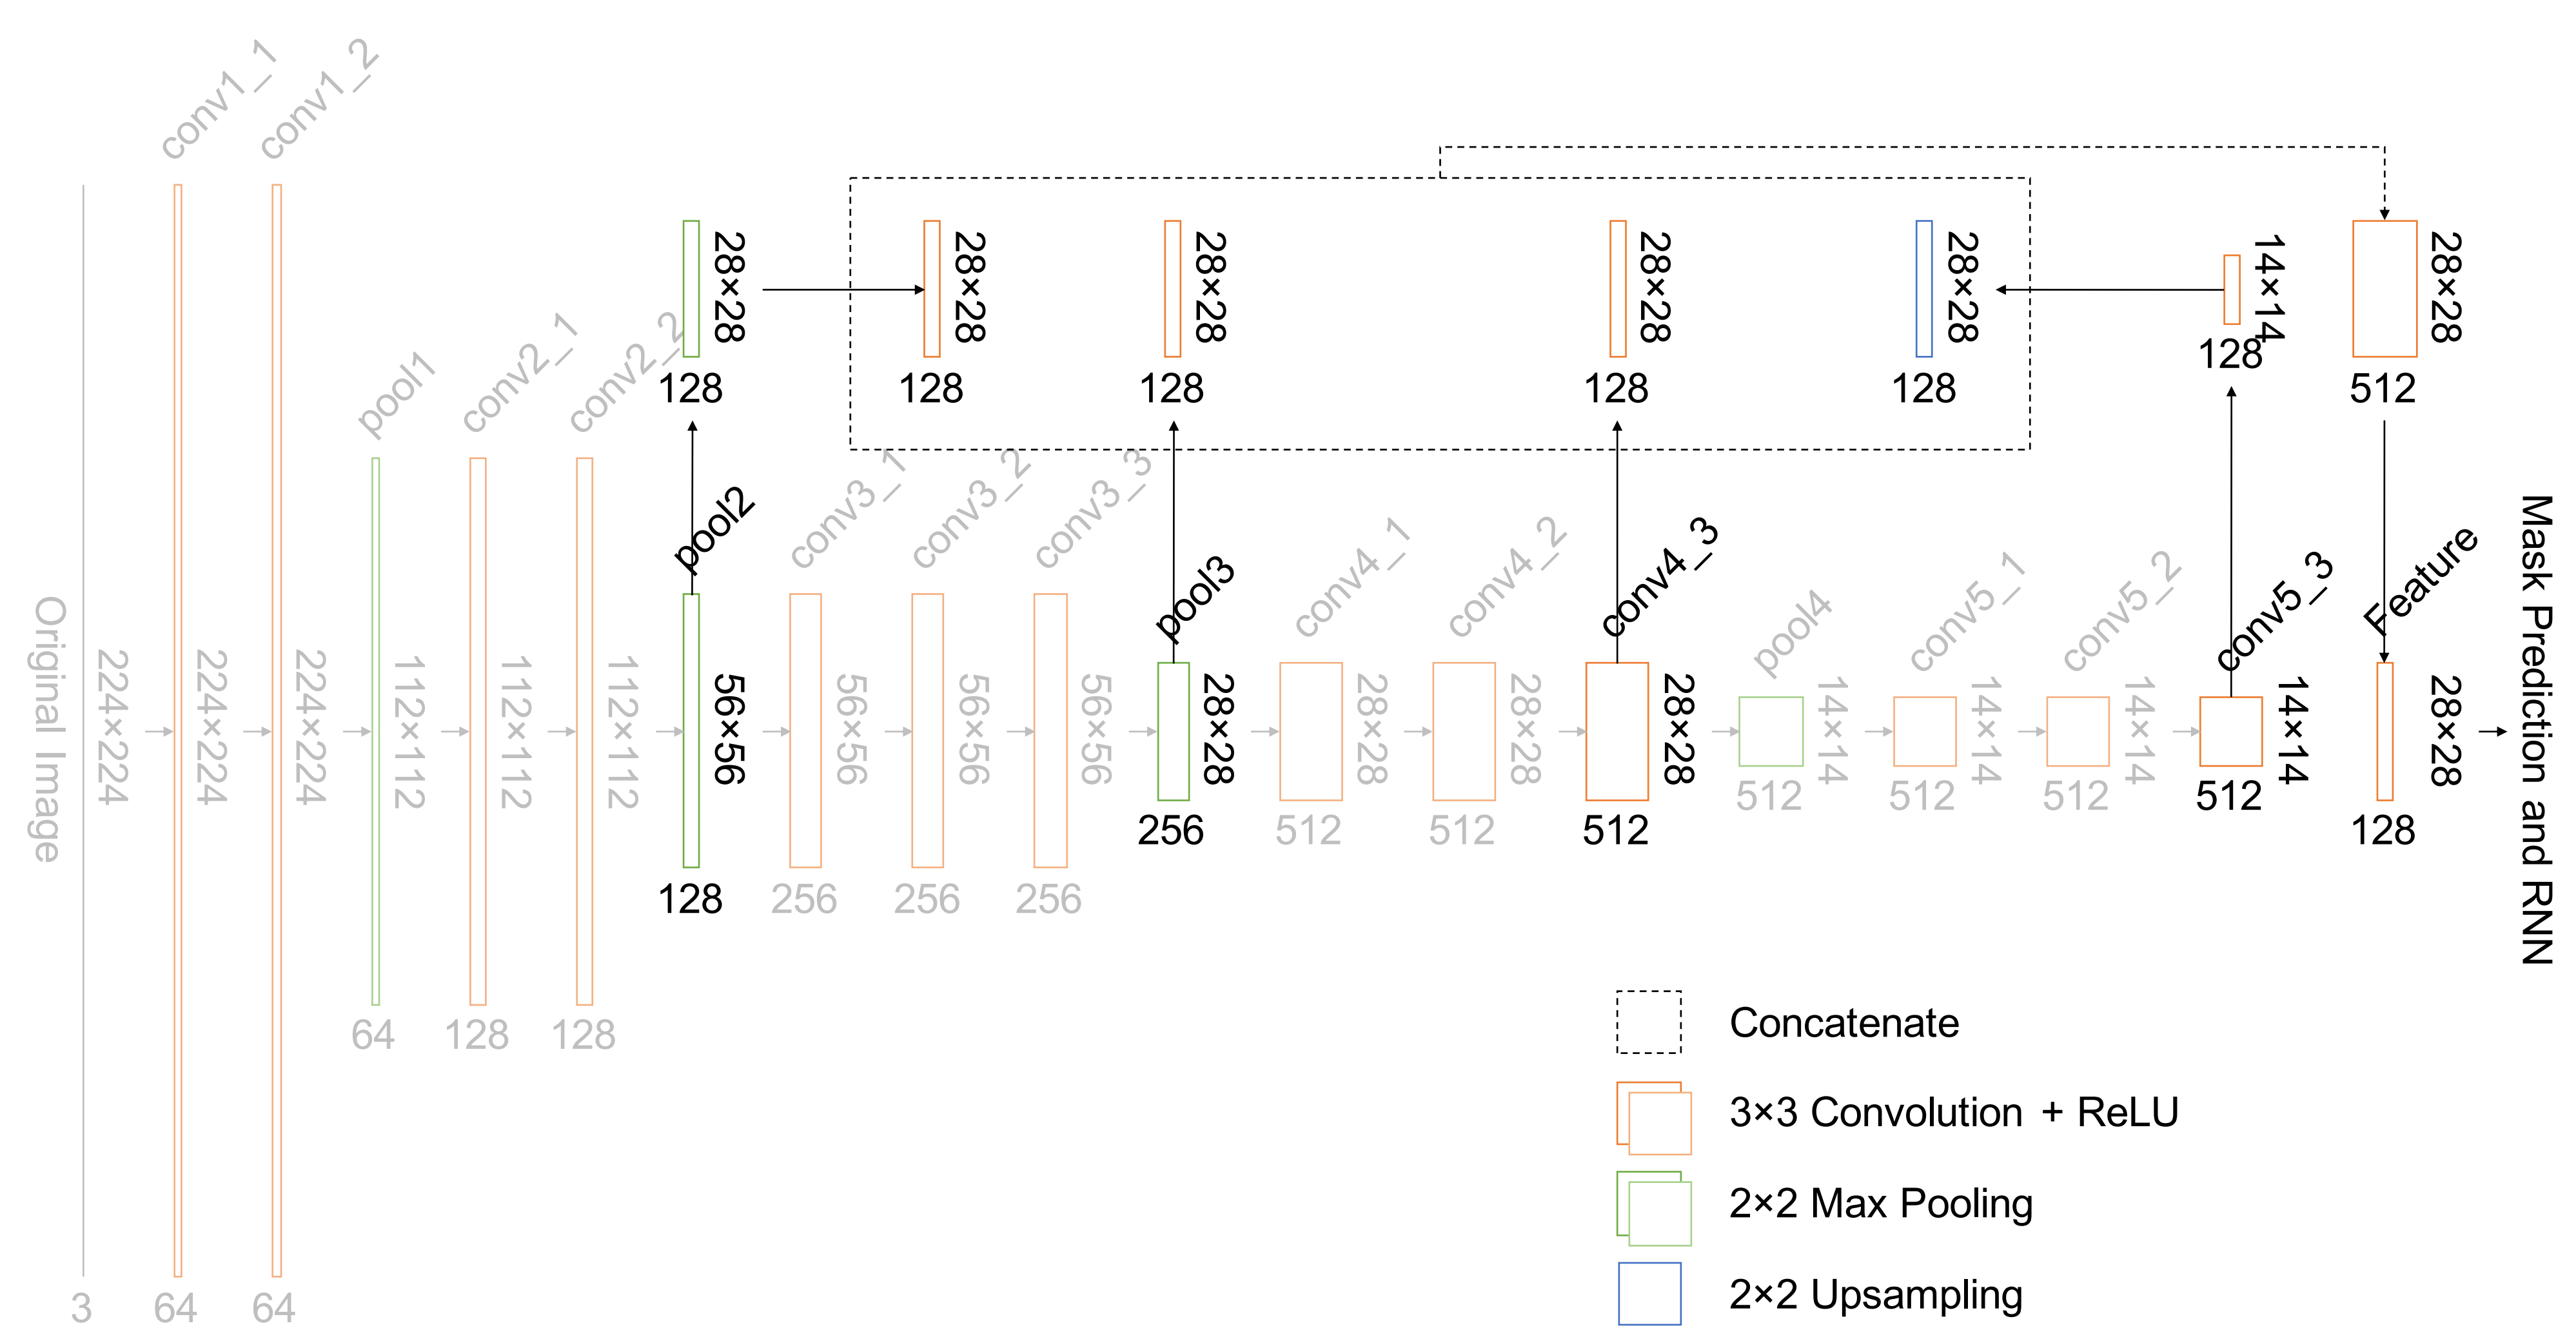 conv1_1
conv1_2
28×28
128
28×28
128
28×28
128
28×28
128
28×28
128
14×14
128
28×28
512
Original Image
224×224
3
224×224
64
224×224
64
pool1
112×112
64
conv2_1
112×112
128
conv2_2
112×112
128
pool2
56×56
128
conv3_1
56×56
256
conv3_2
56×56
256
conv3_3
56×56
256
pool3
28×28
256
conv4_1
28×28
512
conv4_2
28×28
512
conv4_3
28×28
512
pool4
14×14
512
conv5_1
14×14
512
conv5_2
14×14
512
conv5_3
14×14
512
Feature
28×28
128
Mask Prediction and RNN
Concatenate
3×3 Convolution + ReLU
2×2 Max Pooling
2×2 Upsampling